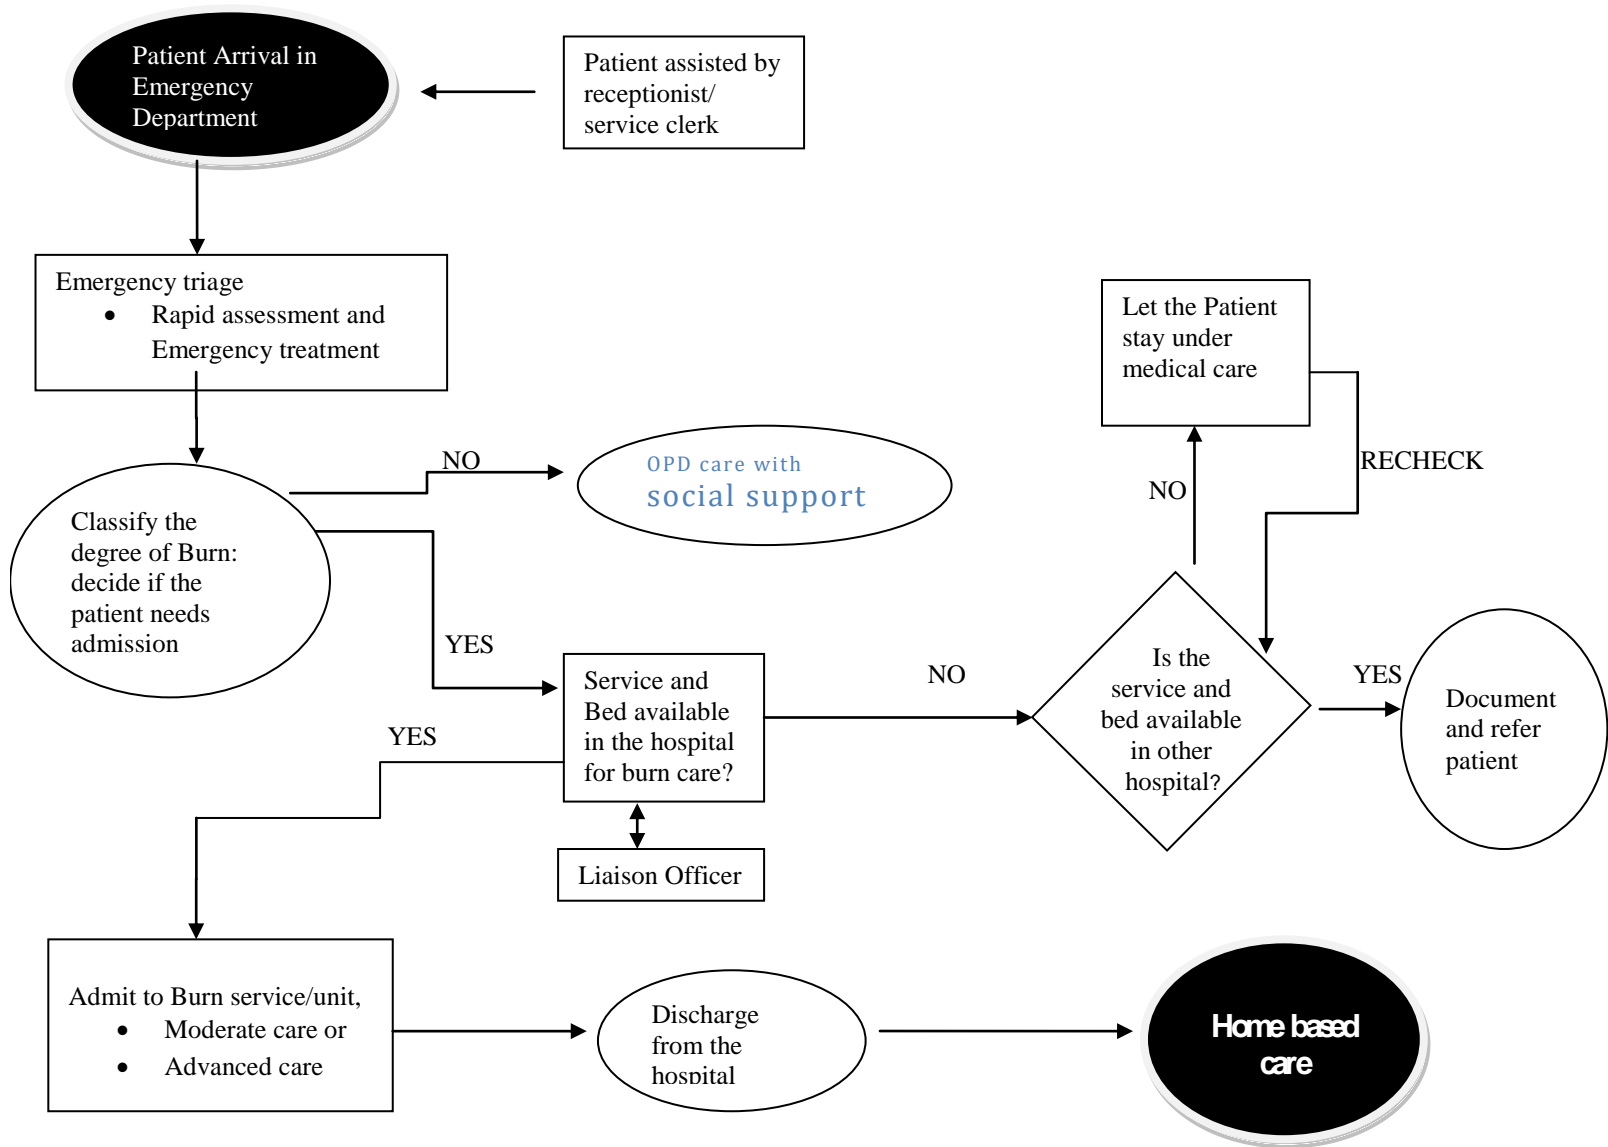 Patient Arrival in
Emergency
Department
Patient assisted by
receptionist/
service clerk
Emergency triage
• Rapid assessment and
Emergency treatment
Let the Patient
stay under
medical care
NO
OPD care with
social support
RECHECK
NO
Classify the
degree of Burn:
decide if the
patient needs
admission
YES
Service and
Bed available
in the hospital
for burn care?
NO
Is the
service and
bed available
in other
hospital?
YES
Document
and refer
patient
YES
Liaison Officer
Admit to Burn service/unit,
• Moderate care or
• Advanced care
Discharge
from the
hospital
Home based
care